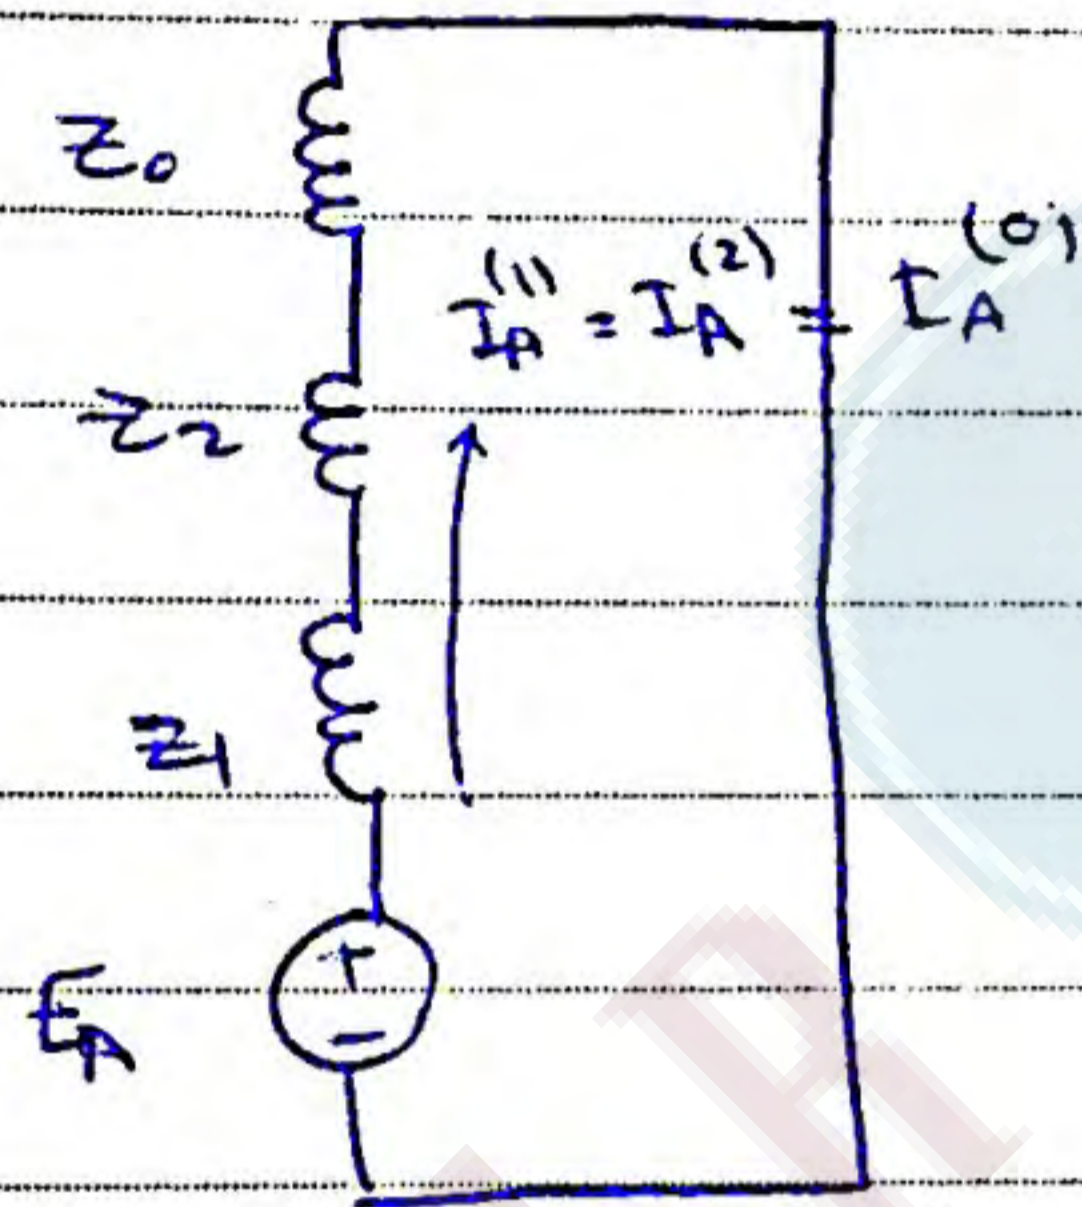 Z₀
I_A^(1) = I_A^(2) = I_A^(0)
Z₂
Z₁
+
E_A
−